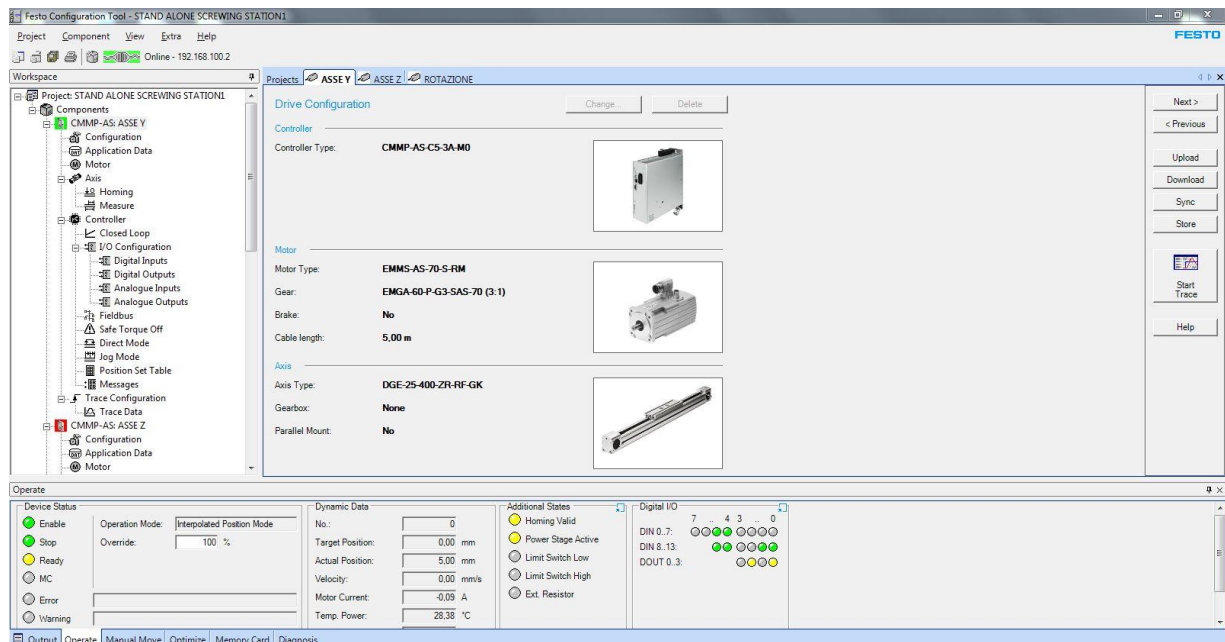 Festo Configuration Tool - STAND ALONE SCREWING STATION1
Project Component View Extra Help
FESTO
Online - 192.168.100.2
Workspace
Projects ASSE Y ASSE Z ROTAZIONE
Project: STAND ALONE SCREWING STATION1
Components
CMMP-AS: ASSE Y
Configuration
Application Data
Motor
Axis
Homing
Measure
Controller
Closed Loop
I/O Configuration
Digital Inputs
Digital Outputs
Analogue Inputs
Analogue Outputs
Fieldbus
Safe Torque Off
Direct Mode
Jog Mode
Position Set Table
Messages
Trace Configuration
Trace Data
CMMP-AS: ASSE Z
Configuration
Application Data
Motor
Drive Configuration
Change...
Delete
Controller
Controller Type: CMMP-AS-C5-3A-M0
Motor
Motor Type: EMMS-AS-70-S-RM
Gear: EMGA-60-P-G3-SAS-70 (3:1)
Brake: No
Cable length: 5,00 m
Axis
Axis Type: DGE-25-400-ZR-RF-GK
Gearbox: None
Parallel Mount: No
Next >
< Previous
Upload
Download
Sync
Store
Start
Trace
Help
Operate
Device Status
Enable
Stop
Ready
MC
Error
Warning
Operation Mode: Interpolated Position Mode
Override: 100 %
Dynamic Data
No.: 0
Target Position: 0,00 mm
Actual Position: 5,00 mm
Velocity: 0,00 mm/s
Motor Current: -0,09 A
Temp. Power: 28,38 °C
Additional States
Homing Valid
Power Stage Active
Limit Switch Low
Limit Switch High
Ext. Resistor
Digital I/O
7 .. 4 3 .. 0
DIN 0..7:
DIN 8..13:
DOUT 0..3:
Output Operate Manual Move Optimize Memory Card Diagnosis